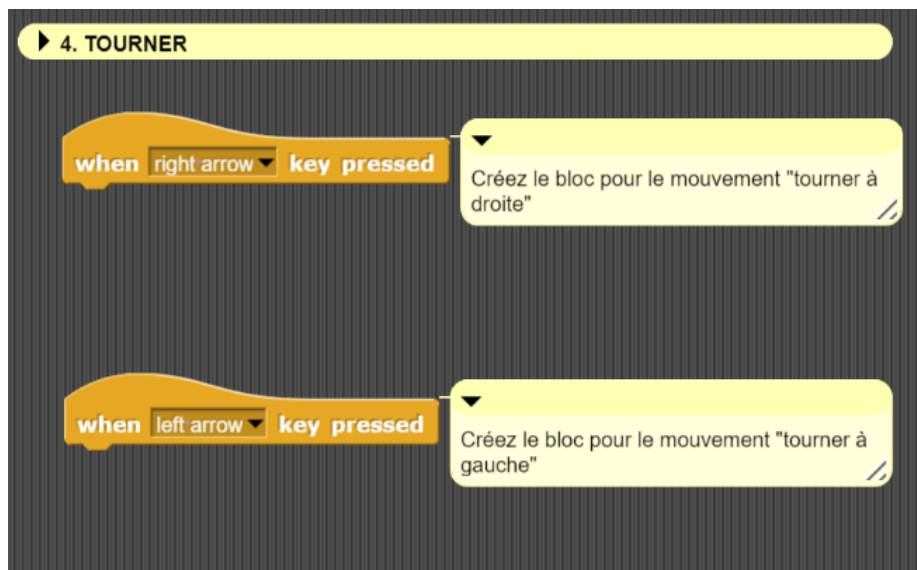 4. TOURNER
when right arrow key pressed
Créez le bloc pour le mouvement "tourner à
droite"
when left arrow key pressed
Créez le bloc pour le mouvement "tourner à
gauche"